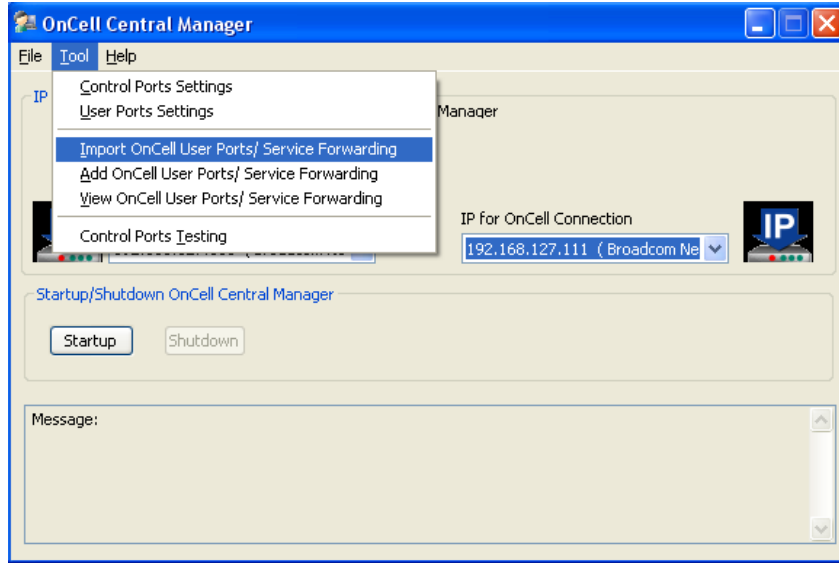 OnCell Central Manager
File Tool Help
Control Ports Settings
User Ports Settings
Import OnCell User Ports/ Service Forwarding
Add OnCell User Ports/ Service Forwarding
View OnCell User Ports/ Service Forwarding
Control Ports Testing
IP
Manager
IP for OnCell Connection
192.168.127.111 ( Broadcom Ne
IP
Startup/Shutdown OnCell Central Manager
Startup Shutdown
Message: